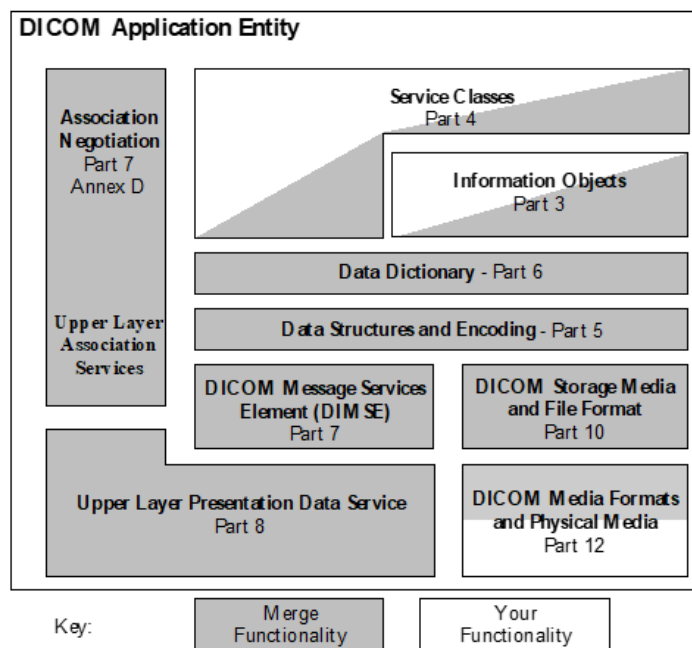 DICOM Application Entity
Association
Negotiation
Part 7
Annex D
Upper Layer
Association
Services
Service Classes
Part 4
Information Objects
Part 3
Data Dictionary - Part 6
Data Structures and Encoding - Part 5
DICOM Message Services
Element (DIMSE)
Part 7
DICOM Storage Media
and File Format
Part 10
Upper Layer Presentation Data Service
Part 8
DICOM Media Formats
and Physical Media
Part 12
Key:
Merge
Functionality
Your
Functionality